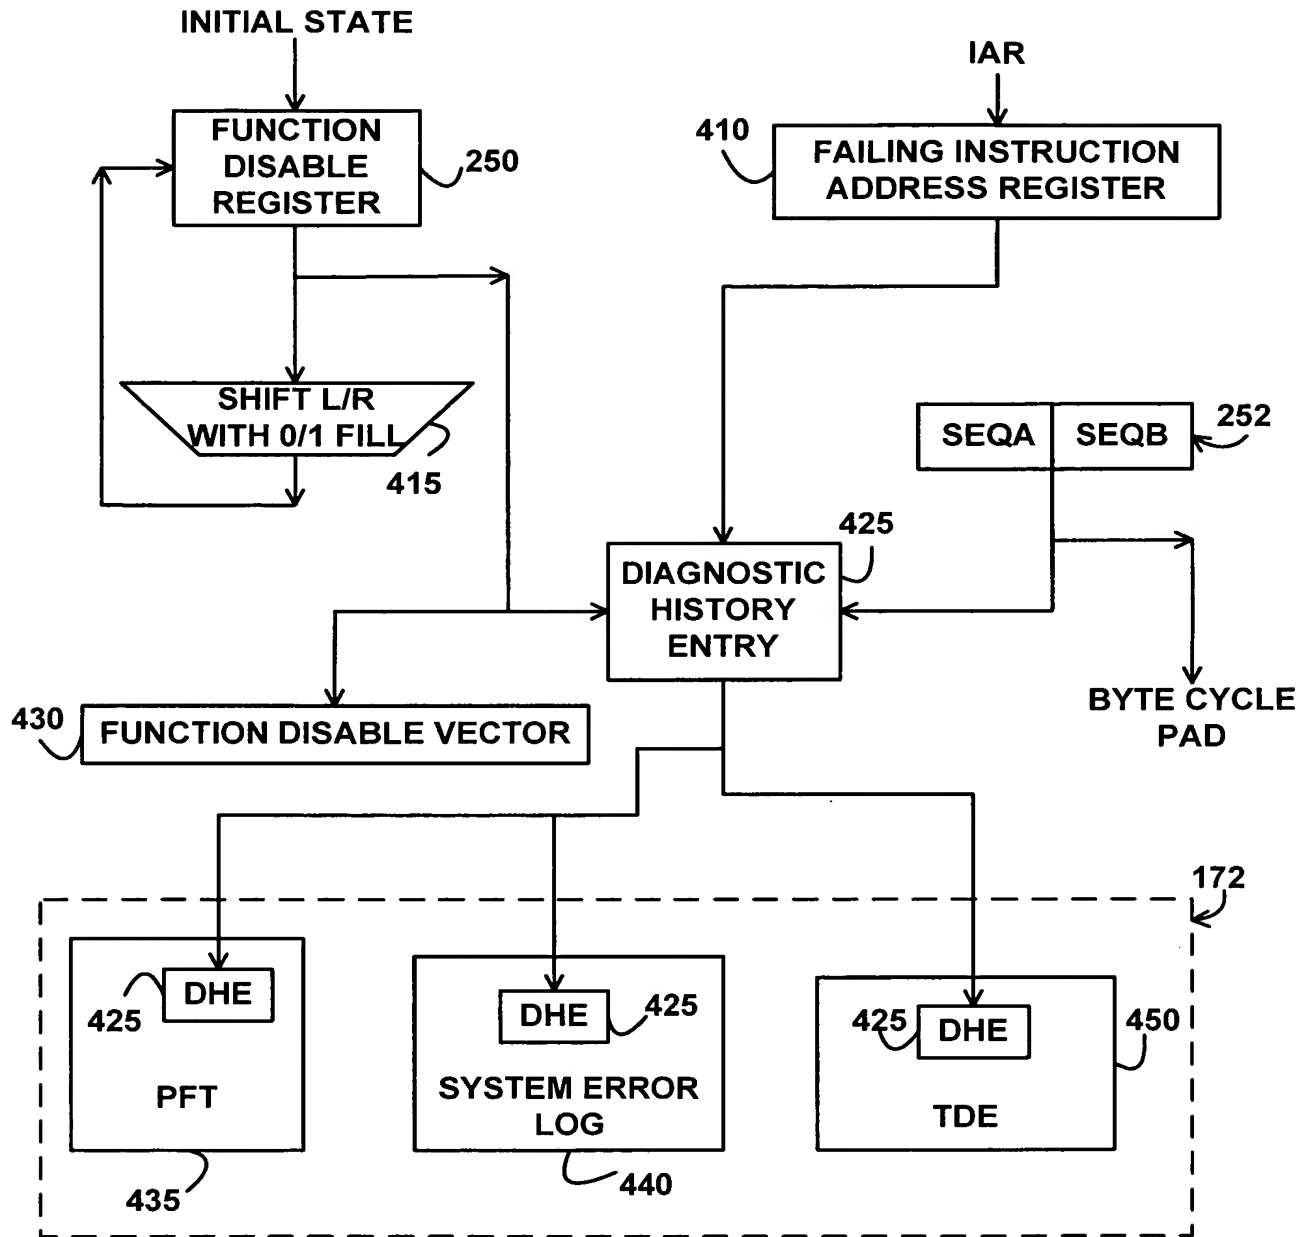 INITIAL STATE
IAR
FUNCTION
DISABLE
REGISTER
250
410
FAILING INSTRUCTION
ADDRESS REGISTER
SHIFT L/R
WITH 0/1 FILL
415
SEQA
SEQB
252
425
DIAGNOSTIC
HISTORY
ENTRY
BYTE CYCLE
PAD
430
FUNCTION DISABLE VECTOR
172
425
DHE
PFT
435
DHE
425
SYSTEM ERROR
LOG
440
425
DHE
450
TDE